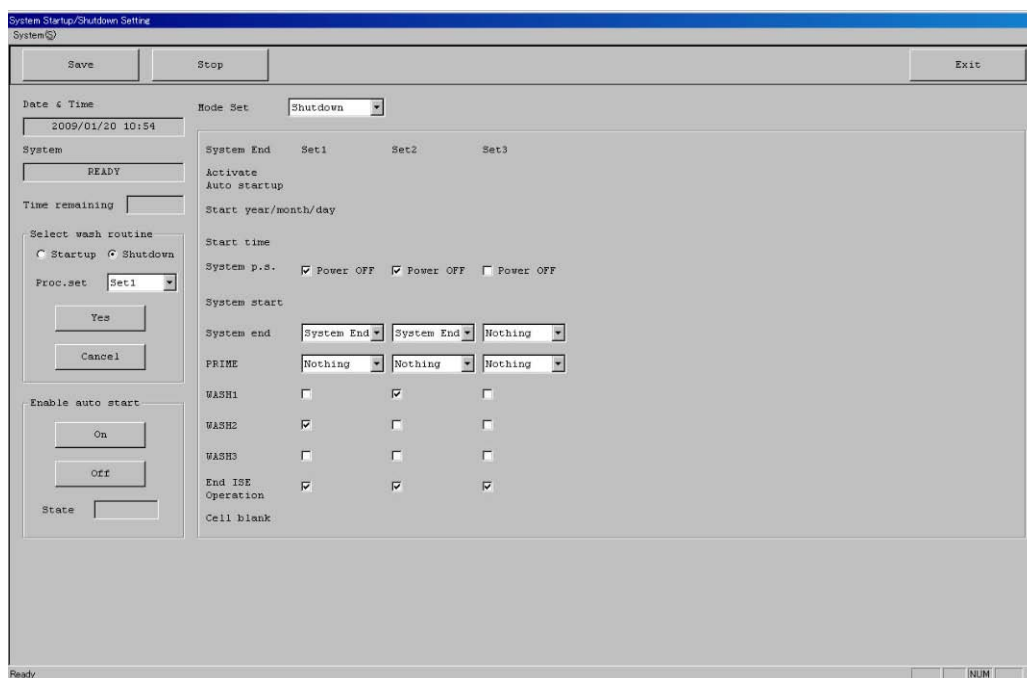 System Startup/Shutdown Setting
System(S)
Save Stop Exit
Date & Time
2009/01/20 10:54
System
READY
Time remaining
Select wash routine
Startup Shutdown
Proc.set Set1
Yes
Cancel
Enable auto start
On
Off
State
Mode Set Shutdown
System End Set1 Set2 Set3
Activate
Auto startup
Start year/month/day
Start time
System p.s. Power OFF Power OFF Power OFF
System start
System end System End System End Nothing
PRIME Nothing Nothing Nothing
WASH1
WASH2
WASH3
End ISE
Operation
Cell blank
Ready NUM